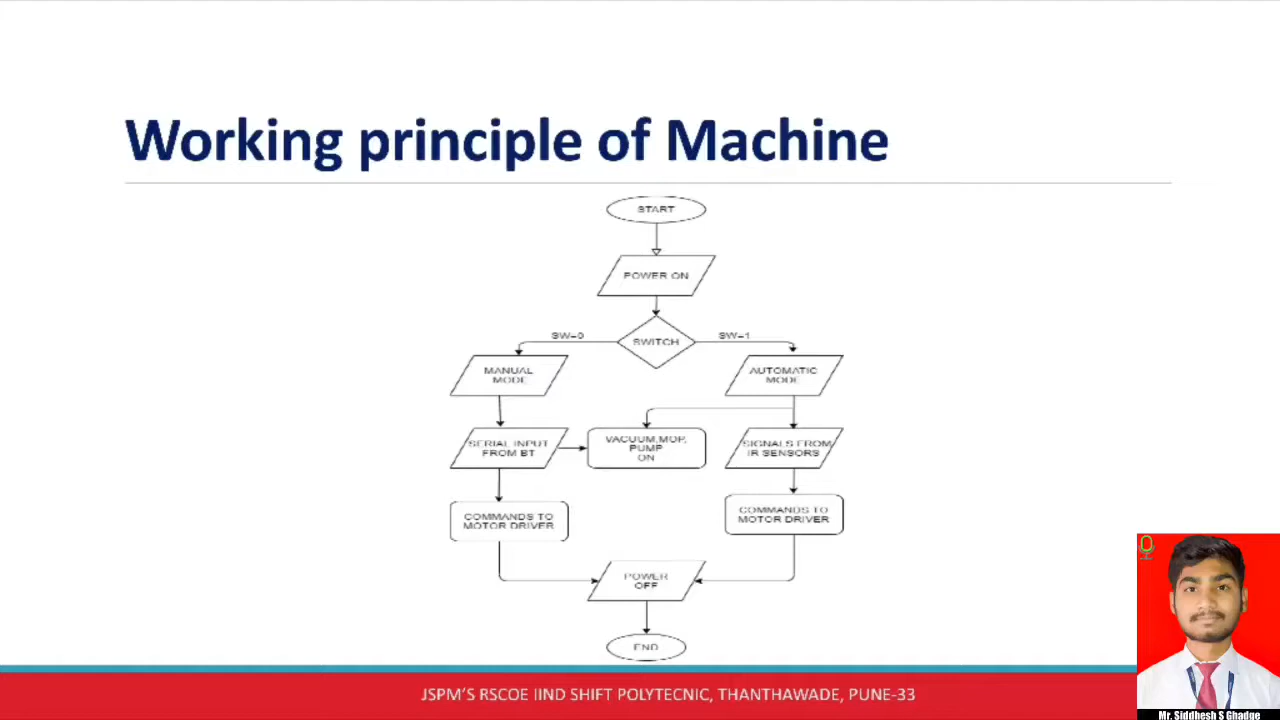 Working principle of Machine
START
POWER ON
SW=0
SWITCH
SW=1
MANUAL
MODE
AUTOMATIC
MODE
SERIAL INPUT
FROM BT
VACUUM,MOP,
PUMP
ON
SIGNALS FROM
IR SENSORS
COMMANDS TO
MOTOR DRIVER
COMMANDS TO
MOTOR DRIVER
POWER
OFF
END
JSPM'S RSCOE IIND SHIFT POLYTECNIC, THANTHAWADE, PUNE-33
Mr. Siddhesh S Ghadge